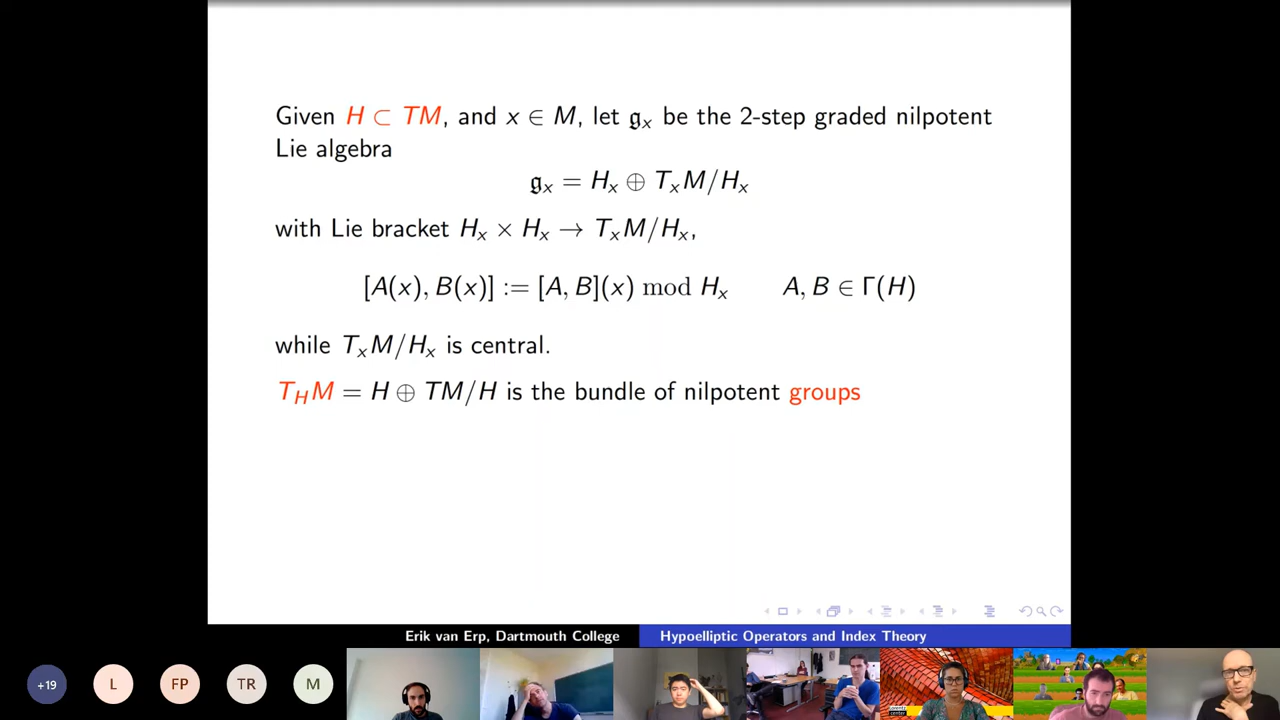 Given H ⊂ TM, and x ∈ M, let 𝔤ₓ be the 2-step graded nilpotent
Lie algebra
𝔤ₓ = Hₓ ⊕ TₓM/Hₓ
with Lie bracket Hₓ × Hₓ → TₓM/Hₓ,
[A(x), B(x)] := [A, B](x) mod Hₓ A, B ∈ Γ(H)
while TₓM/Hₓ is central.
T_H M = H ⊕ TM/H is the bundle of nilpotent groups
Erik van Erp, Dartmouth College Hypoelliptic Operators and Index Theory
+19 L FP TR M
Lorentz
center